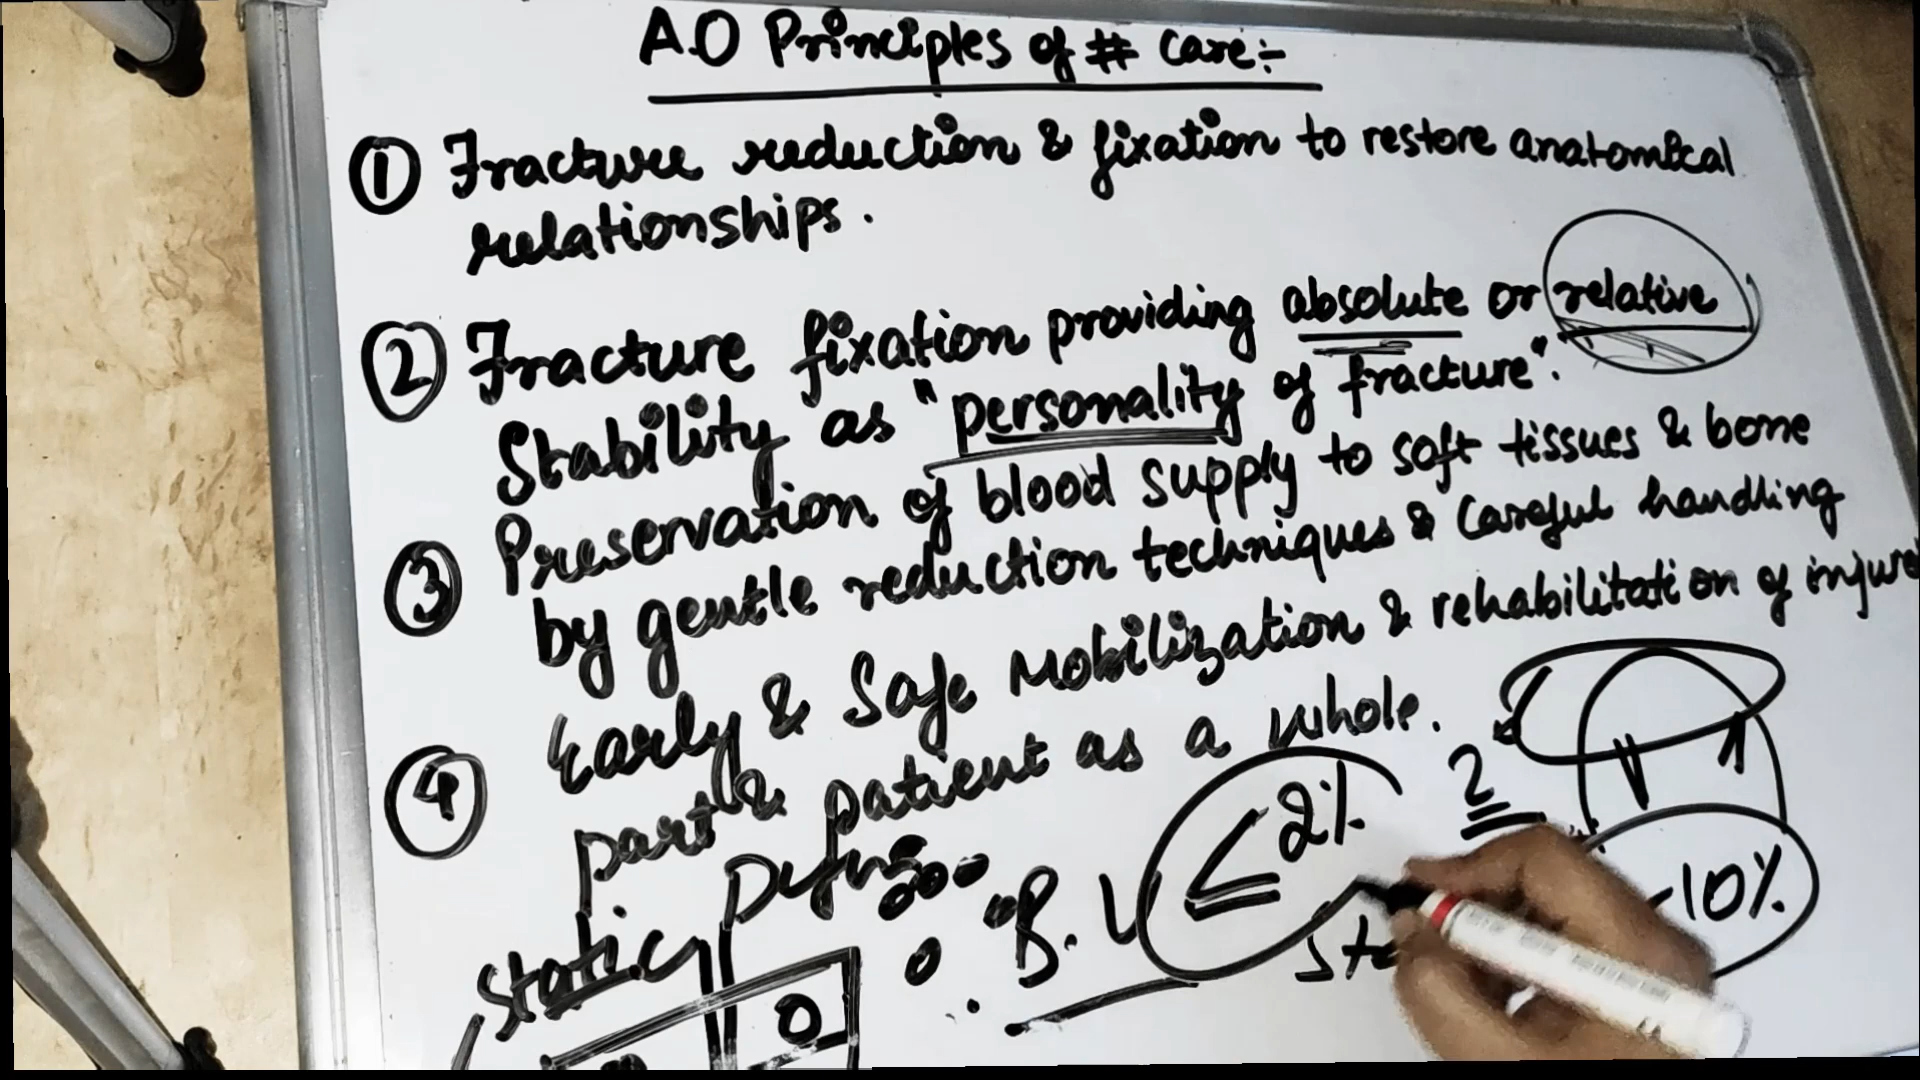 A.O Principles of # care:-
① Fracture reduction & fixation to restore anatomical
relationships.
② Fracture fixation providing absolute or relative
Stability as "personality of fracture".
③ Preservation of blood supply to soft tissues & bone
by gentle reduction techniques & Careful handling
④ Early & Safe Mobilization & rehabilitation of injure
part & patient as a whole.
2
≤2%
-10%
static
B.V
0